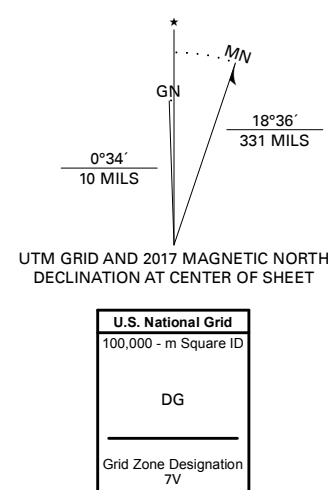 ★
MN
GN
18°36´
331 MILS
0°34´
10 MILS
UTM GRID AND 2017 MAGNETIC NORTH
DECLINATION AT CENTER OF SHEET
U.S. National Grid
100,000 - m Square ID
DG
Grid Zone Designation
7V